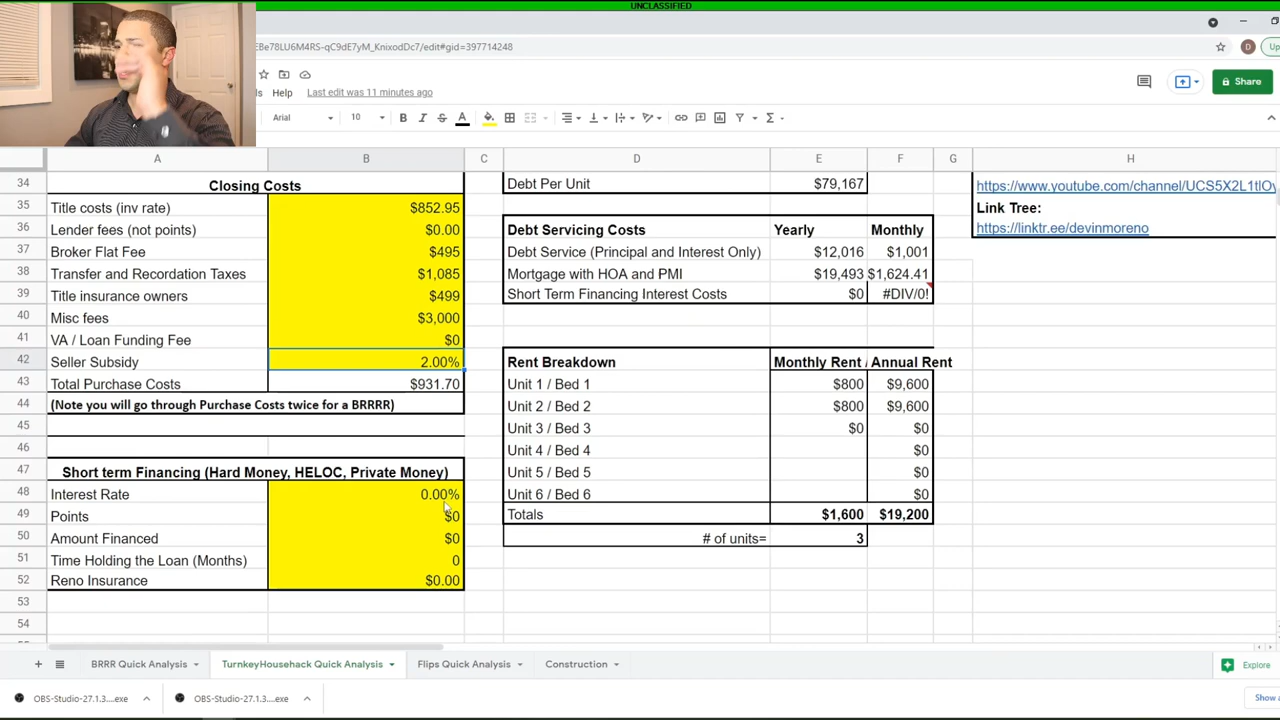 UNCLASSIFIED
EBe78LU6M4RS-qC9dE7yM_KnixodDc7/edit#gid=397714248
D
Up
ls Help Last edit was 11 minutes ago
Share
Arial 10 B I S A
A B C D E F G H
34 Closing Costs Debt Per Unit $79,167 https://www.youtube.com/channel/UCS5X2L1tlOv
35 Title costs (inv rate) $852.95 Link Tree:
36 Lender fees (not points) $0.00 Debt Servicing Costs Yearly Monthly https://linktr.ee/devinmoreno
37 Broker Flat Fee $495 Debt Service (Principal and Interest Only) $12,016 $1,001
38 Transfer and Recordation Taxes $1,085 Mortgage with HOA and PMI $19,493 $1,624.41
39 Title insurance owners $499 Short Term Financing Interest Costs $0 #DIV/0!
40 Misc fees $3,000
41 VA / Loan Funding Fee $0
42 Seller Subsidy 2.00% Rent Breakdown Monthly Rent / Annual Rent
43 Total Purchase Costs $931.70 Unit 1 / Bed 1 $800 $9,600
44 (Note you will go through Purchase Costs twice for a BRRRR) Unit 2 / Bed 2 $800 $9,600
45 Unit 3 / Bed 3 $0 $0
46 Unit 4 / Bed 4 $0
47 Short term Financing (Hard Money, HELOC, Private Money) Unit 5 / Bed 5 $0
48 Interest Rate 0.00% Unit 6 / Bed 6 $0
49 Points $0 Totals $1,600 $19,200
50 Amount Financed $0 # of units= 3
51 Time Holding the Loan (Months) 0
52 Reno Insurance $0.00
53
54
BRRR Quick Analysis TurnkeyHousehack Quick Analysis Flips Quick Analysis Construction Explore
OBS-Studio-27.1.3....exe OBS-Studio-27.1.3....exe Show a